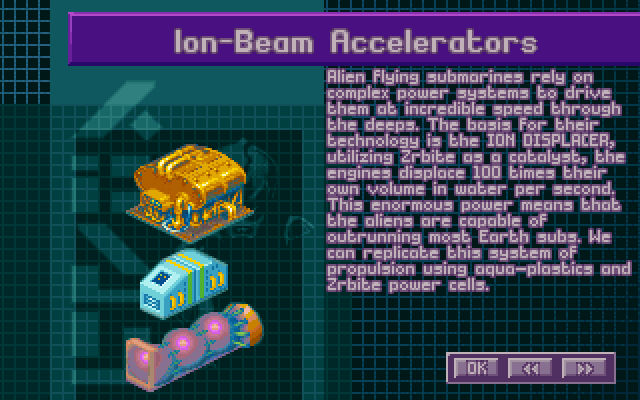 Ion-Beam Accelerators
Alien flying submarines rely on
complex power systems to drive
them at incredible speed through
the deeps. The basis for their
technology is the ION DISPLACER,
utilizing Zrbite as a catalyst, the
engines displace 100 times their
own volume in water per second.
This enormous power means that
the aliens are capable of
outrunning most Earth subs. We
can replicate this system of
propulsion using aqua-plastics and
Zrbite power cells.
OK << >>